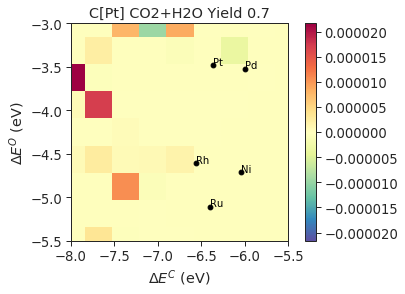 C[Pt] CO2+H2O Yield 0.7
−3.0
−3.5
−4.0
−4.5
−5.0
−5.5
ΔE^O (eV)
Pt
Pd
Rh
Ni
Ru
−8.0 −7.5 −7.0 −6.5 −6.0 −5.5
ΔE^C (eV)
0.000020
0.000015
0.000010
0.000005
0.000000
−0.000005
−0.000010
−0.000015
−0.000020